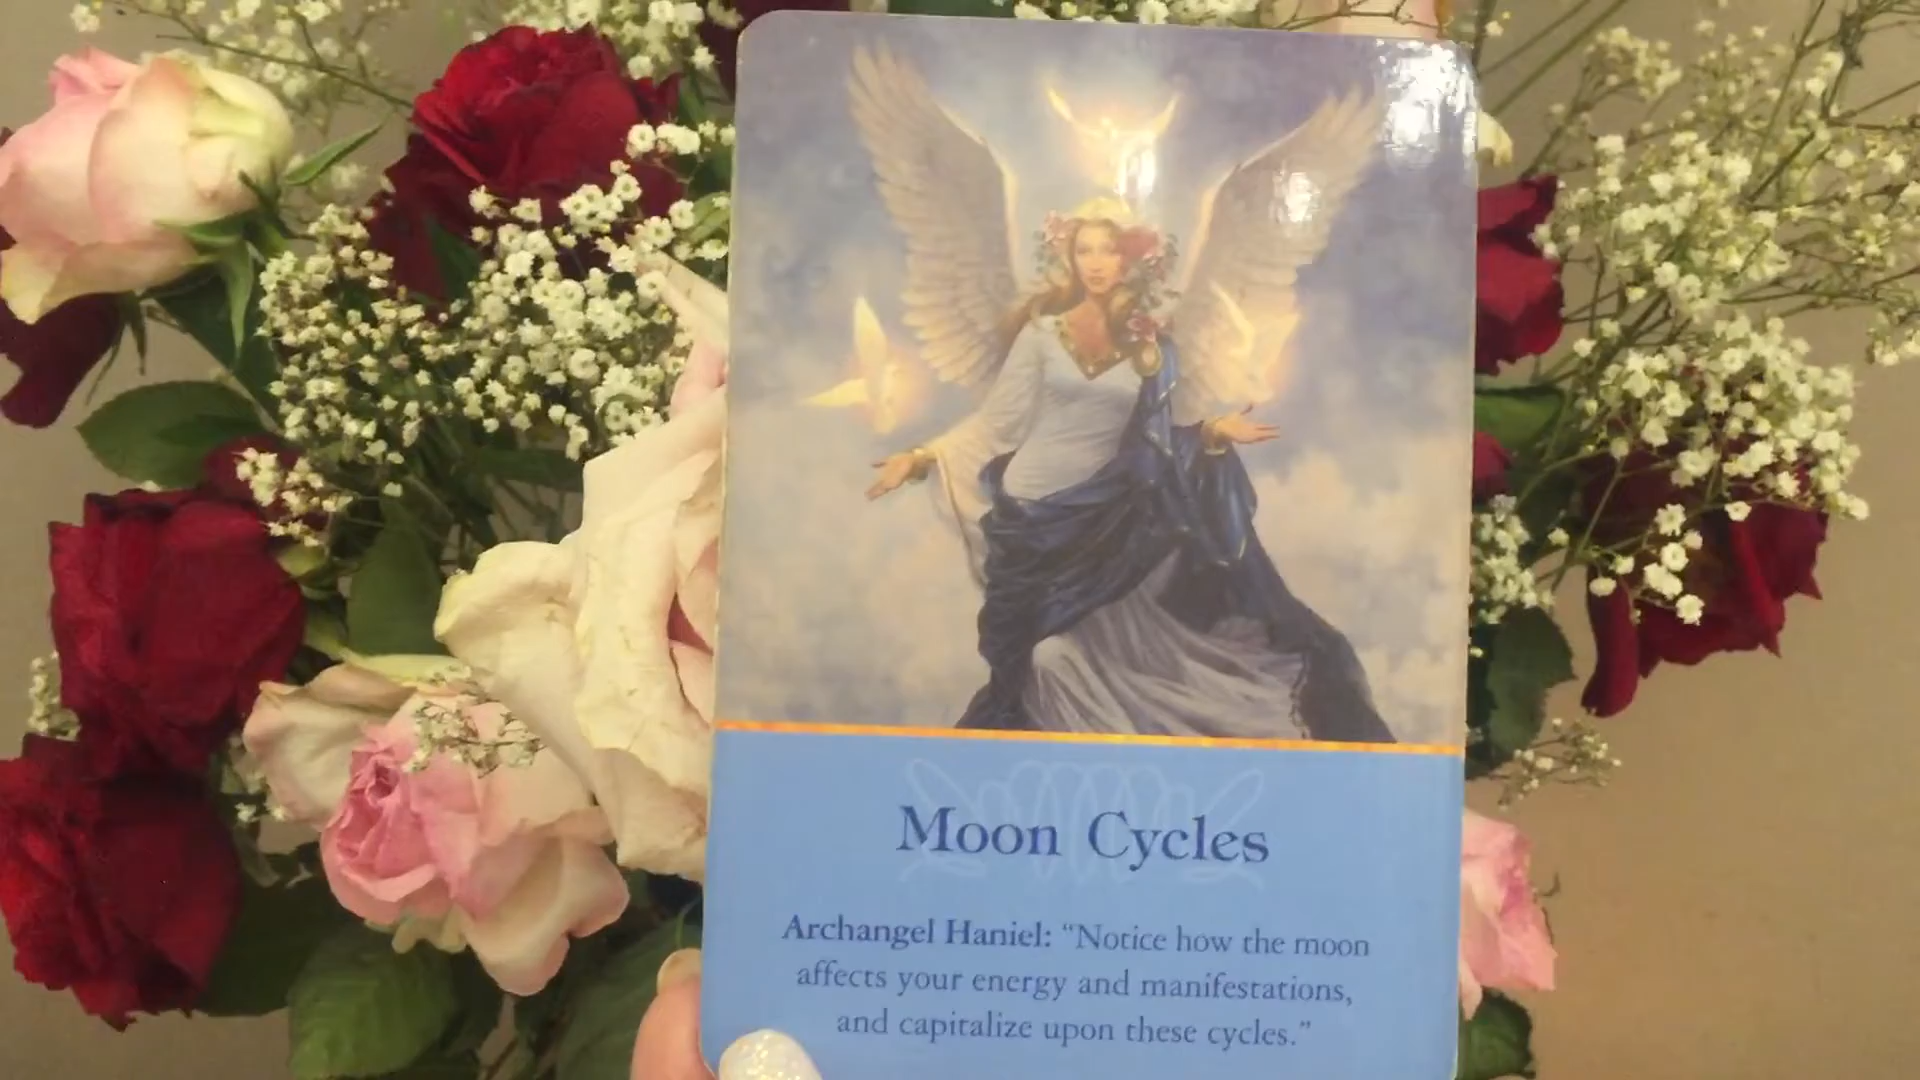 Moon Cycles
Archangel Haniel: “Notice how the moon
affects your energy and manifestations,
and capitalize upon these cycles.”